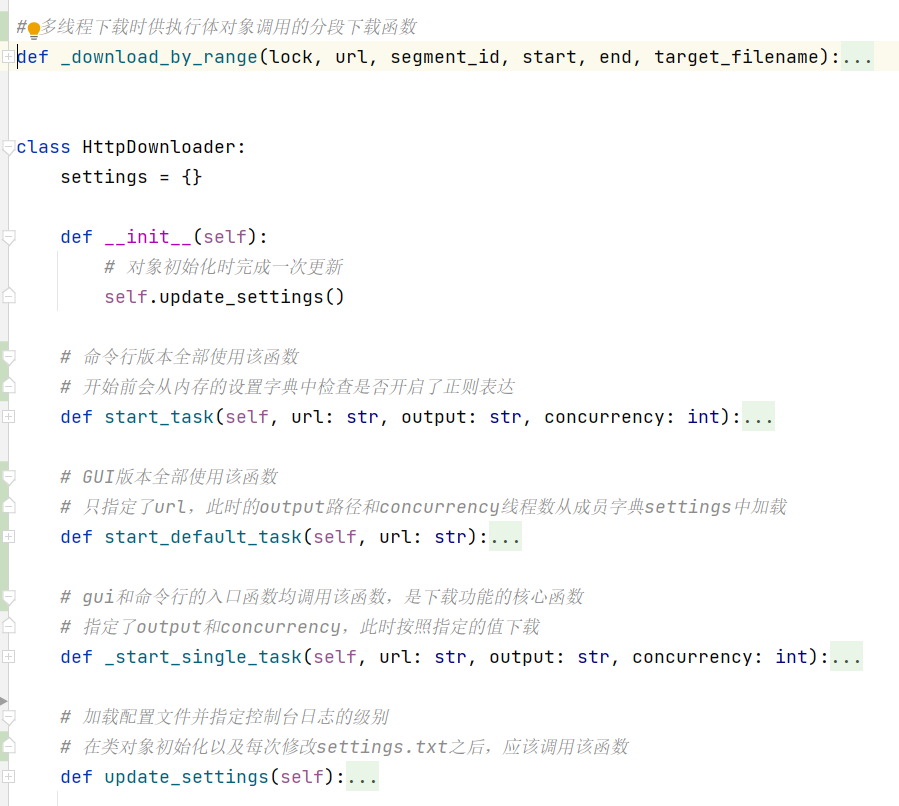 # 多线程下载时供执行体对象调用的分段下载函数
def _download_by_range(lock, url, segment_id, start, end, target_filename):...
class HttpDownloader:
settings = {}
def __init__(self):
# 对象初始化时完成一次更新
self.update_settings()
# 命令行版本全部使用该函数
# 开始前会从内存的设置字典中检查是否开启了正则表达
def start_task(self, url: str, output: str, concurrency: int):...
# GUI版本全部使用该函数
# 只指定了url，此时的output路径和concurrency线程数从成员字典settings中加载
def start_default_task(self, url: str):...
# gui和命令行的入口函数均调用该函数，是下载功能的核心函数
# 指定了output和concurrency，此时按照指定的值下载
def _start_single_task(self, url: str, output: str, concurrency: int):...
# 加载配置文件并指定控制台日志的级别
# 在类对象初始化以及每次修改settings.txt之后，应该调用该函数
def update_settings(self):...